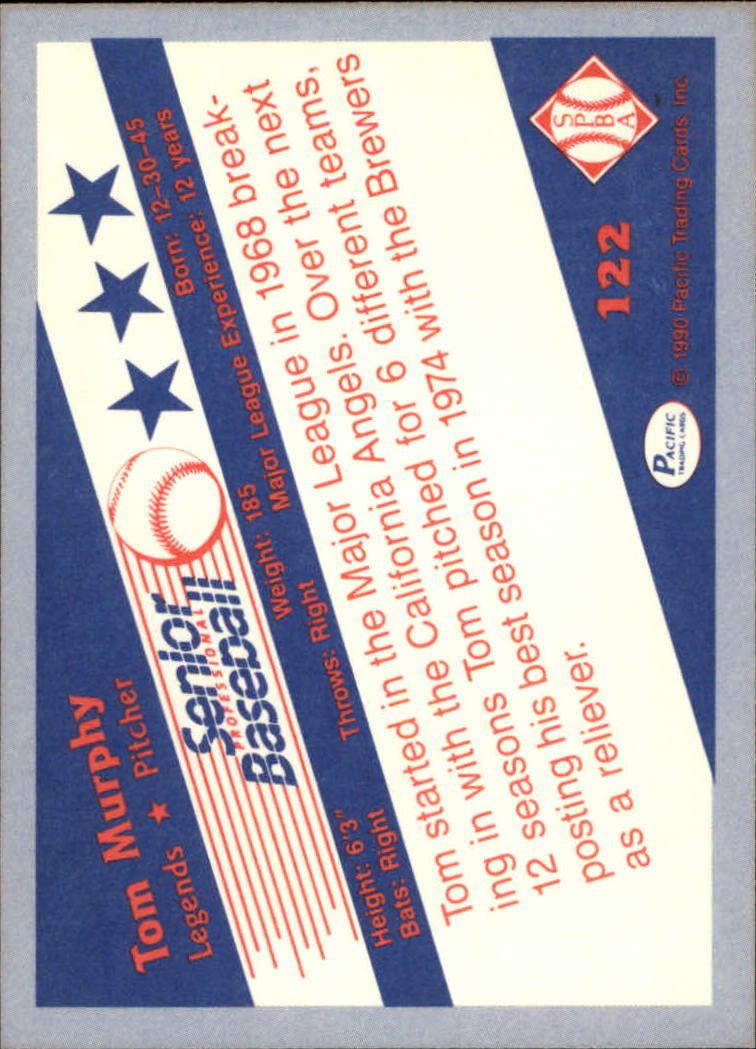 Tom Murphy
Legends ★ Pitcher
Senior
PROFESSIONAL
Baseball
Height: 6'3" Weight: 185 Born: 12-30-45
Bats: Right Throws: Right Major League Experience: 12 years
Tom started in the Major League in 1968 break-
ing in with the California Angels. Over the next
12 seasons Tom pitched for 6 different teams,
posting his best season in 1974 with the Brewers
as a reliever.
PACIFIC
TRADING CARDS
122
SPBA
© 1990 Pacific Trading Cards, Inc.